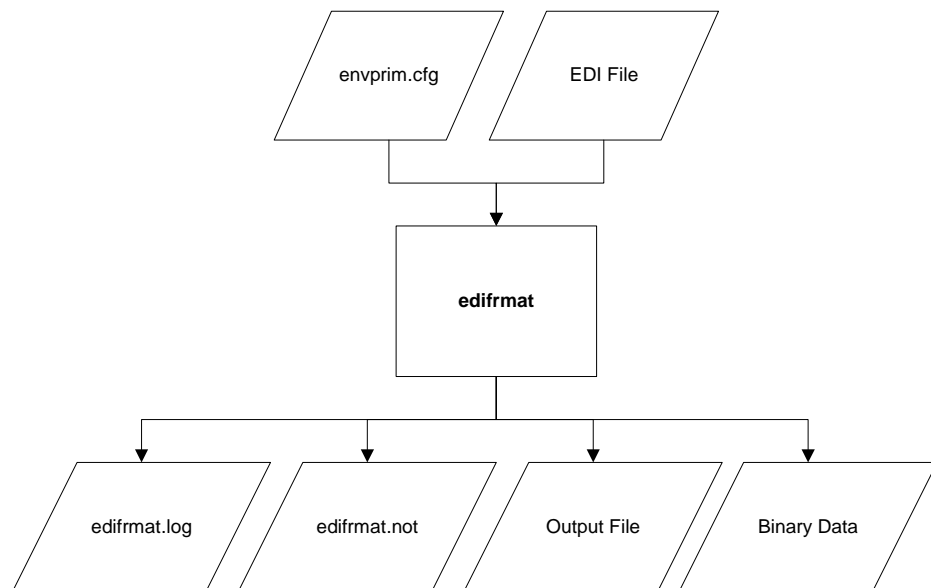 envprim.cfg
EDI File
edifrmat
edifrmat.log
edifrmat.not
Output File
Binary Data